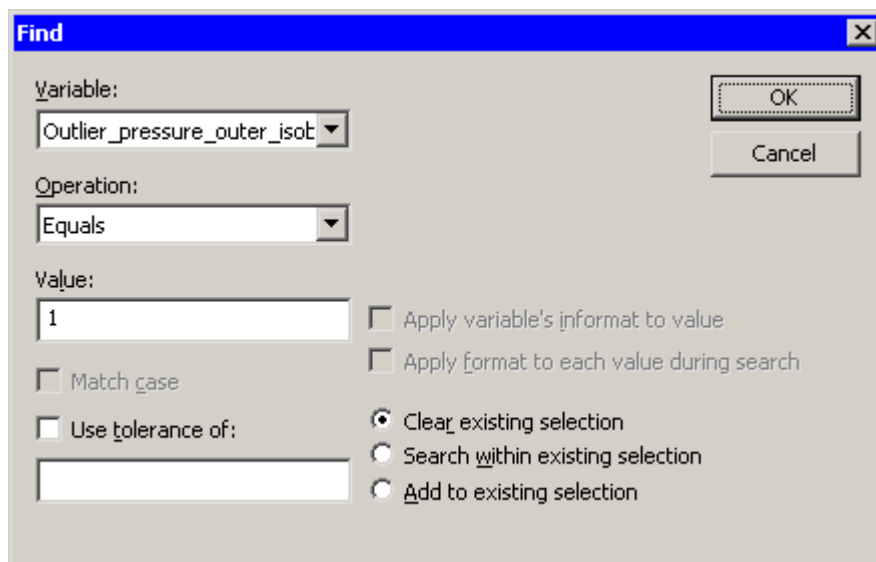 Find
Variable:
Outlier_pressure_outer_isob
Operation:
Equals
Value:
1
Match case
Use tolerance of:
OK
Cancel
Apply variable's informat to value
Apply format to each value during search
Clear existing selection
Search within existing selection
Add to existing selection